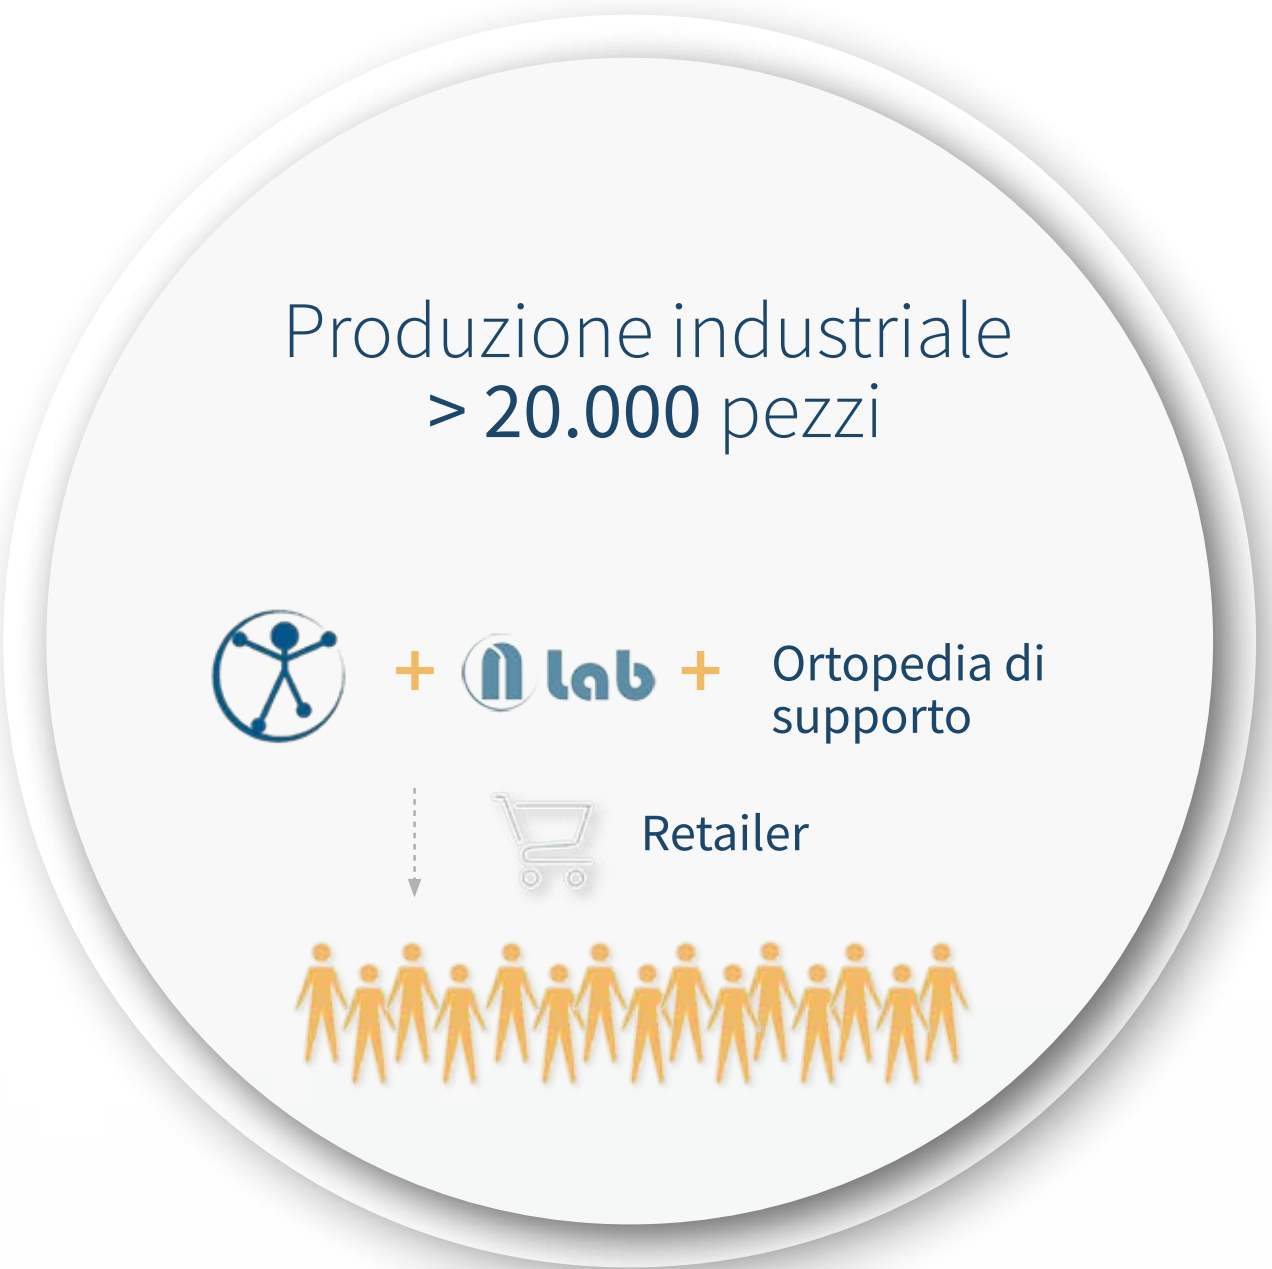 Produzione industriale
> 20.000 pezzi
+ n Lab + Ortopedia di
supporto
Retailer